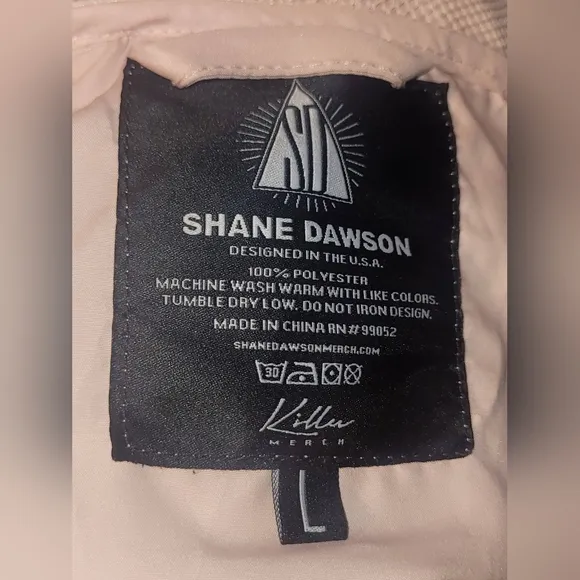 SD
SHANE DAWSON
DESIGNED IN THE U.S.A.
100% POLYESTER
MACHINE WASH WARM WITH LIKE COLORS.
TUMBLE DRY LOW. DO NOT IRON DESIGN.
MADE IN CHINA RN#99052
SHANEDAWSONMERCH.COM
30
Killer
MERCH
L